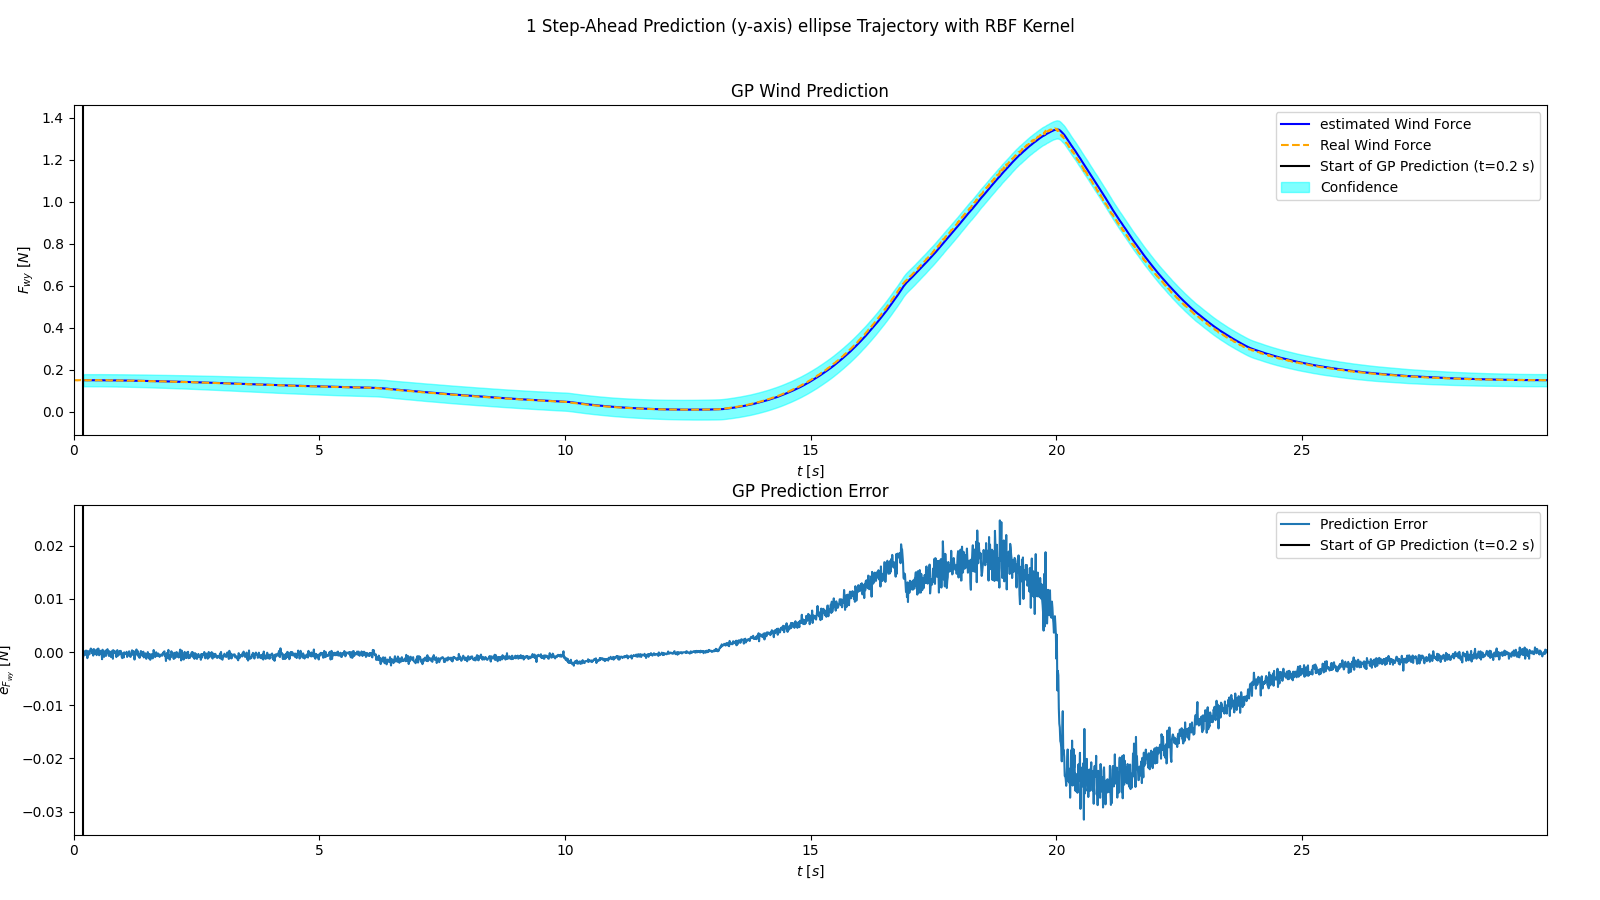 1 Step-Ahead Prediction (y-axis) ellipse Trajectory with RBF Kernel
GP Wind Prediction
estimated Wind Force
Real Wind Force
Start of GP Prediction (t=0.2 s)
Confidence
F_wy [N]
1.4
1.2
1.0
0.8
0.6
0.4
0.2
0.0
0 5 10 15 20 25
t [s]
GP Prediction Error
Prediction Error
Start of GP Prediction (t=0.2 s)
e_F_wy [N]
0.02
0.01
0.00
−0.01
−0.02
−0.03
0 5 10 15 20 25
t [s]